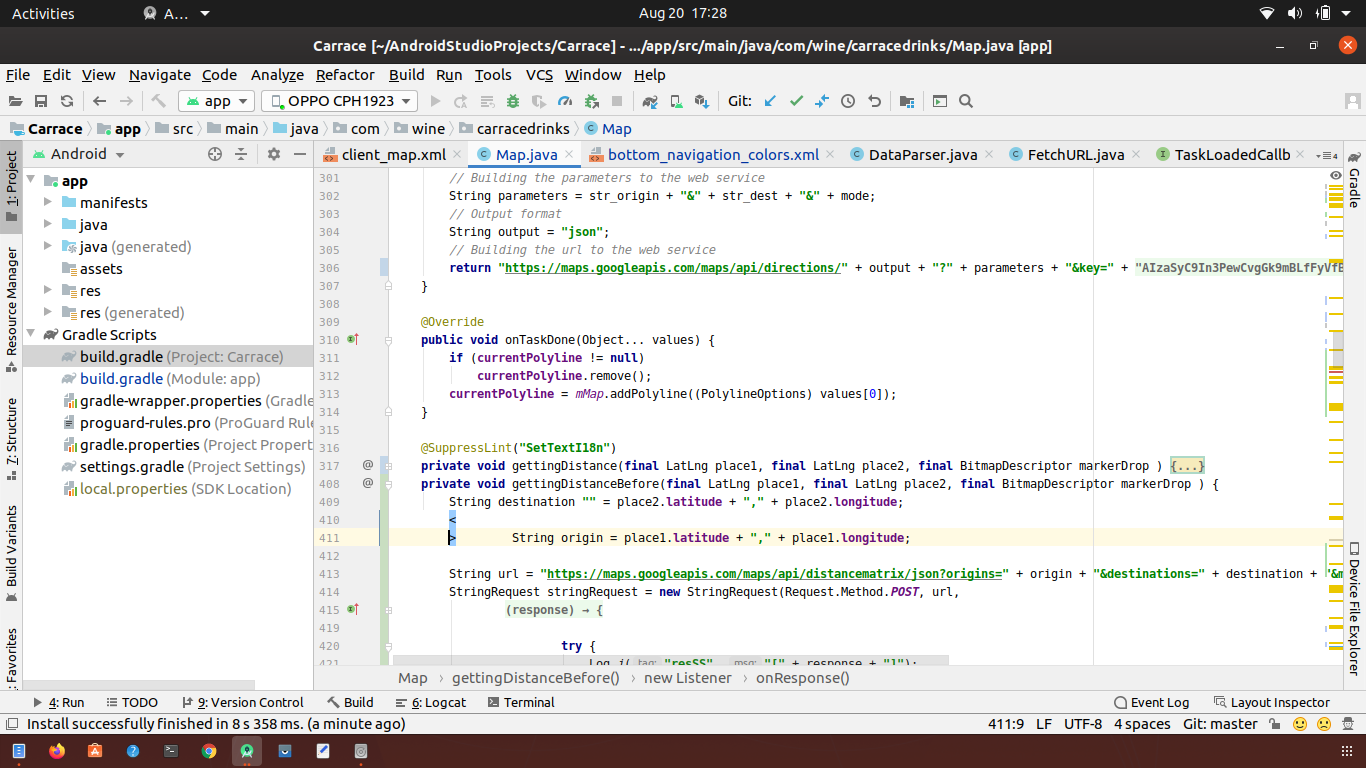 Activities
A...
Aug 20 17:28
Carrace [~/AndroidStudioProjects/Carrace] - .../app/src/main/java/com/wine/carracedrinks/Map.java [app]
File Edit View Navigate Code Analyze Refactor Build Run Tools VCS Window Help
app
OPPO CPH1923
Git:
Carrace app src main java com wine carracedrinks Map
Android
client_map.xml
Map.java
bottom_navigation_colors.xml
DataParser.java
FetchURL.java
TaskLoadedCallb
4
1: Project
Resource Manager
7: Structure
Build Variants
: Favorites
Gradle
Device File Explorer
app
manifests
java
java (generated)
assets
res
res (generated)
Gradle Scripts
build.gradle (Project: Carrace)
build.gradle (Module: app)
gradle-wrapper.properties (Gradle
proguard-rules.pro (ProGuard Rule
gradle.properties (Project Propert
settings.gradle (Project Settings)
local.properties (SDK Location)
301 // Building the parameters to the web service
302 String parameters = str_origin + "&" + str_dest + "&" + mode;
303 // Output format
304 String output = "json";
305 // Building the url to the web service
306 return "https://maps.googleapis.com/maps/api/directions/" + output + "?" + parameters + "&key=" + "AIzaSyC9In3PewCvgGk9mBLfFyVfE
307 }
308
309 @Override
310 public void onTaskDone(Object... values) {
311 if (currentPolyline != null)
312 currentPolyline.remove();
313 currentPolyline = mMap.addPolyline((PolylineOptions) values[0]);
314 }
315
316 @SuppressLint("SetTextI18n")
317 @ private void gettingDistance(final LatLng place1, final LatLng place2, final BitmapDescriptor markerDrop ) {...}
408 @ private void gettingDistanceBefore(final LatLng place1, final LatLng place2, final BitmapDescriptor markerDrop ) {
409 String destination "" = place2.latitude + "," + place2.longitude;
410 <
411 > String origin = place1.latitude + "," + place1.longitude;
412
413 String url = "https://maps.googleapis.com/maps/api/distancematrix/json?origins=" + origin + "&destinations=" + destination + "&m
414 StringRequest stringRequest = new StringRequest(Request.Method.POST, url,
415 (response) → {
419
420 try {
421 Log.i( tag: "resSS", msg: "[" + response + "]");
Map › gettingDistanceBefore() › new Listener › onResponse()
4: Run
TODO
9: Version Control
Build
6: Logcat
Terminal
Event Log
Layout Inspector
Install successfully finished in 8 s 358 ms. (a minute ago)
411:9 LF UTF-8 4 spaces Git: master